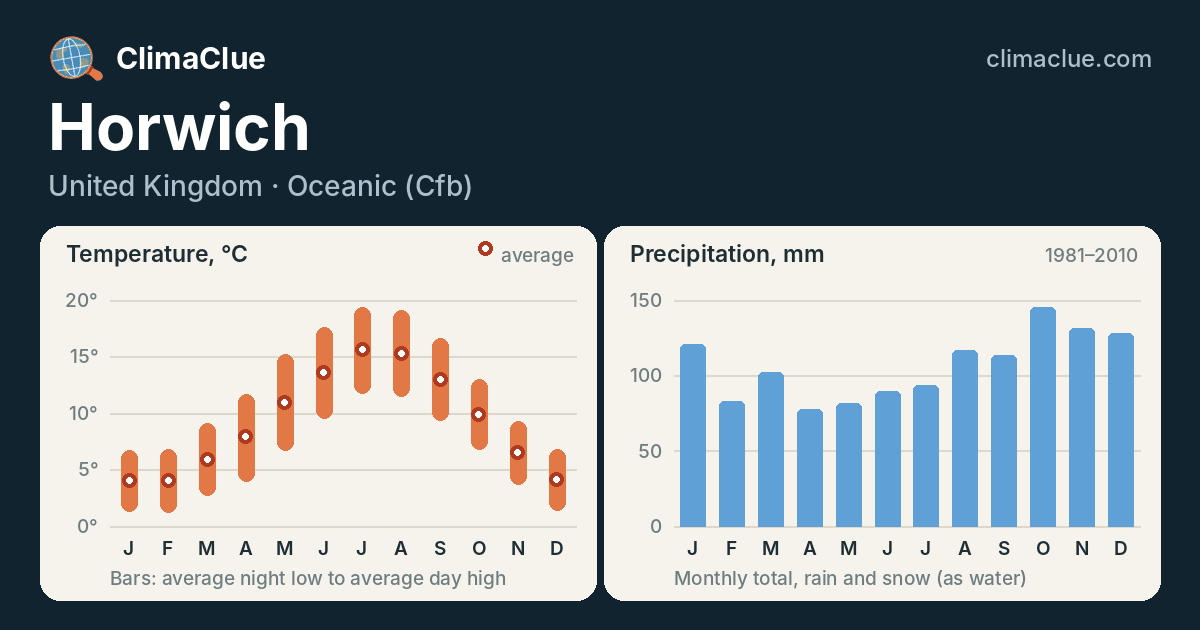 ClimaClue
climaclue.com
Horwich
United Kingdom · Oceanic (Cfb)
Temperature, °C
average
20°
15°
10°
5°
0°
J F M A M J J A S O N D
Bars: average night low to average day high
Precipitation, mm
1981–2010
150
100
50
0
J F M A M J J A S O N D
Monthly total, rain and snow (as water)